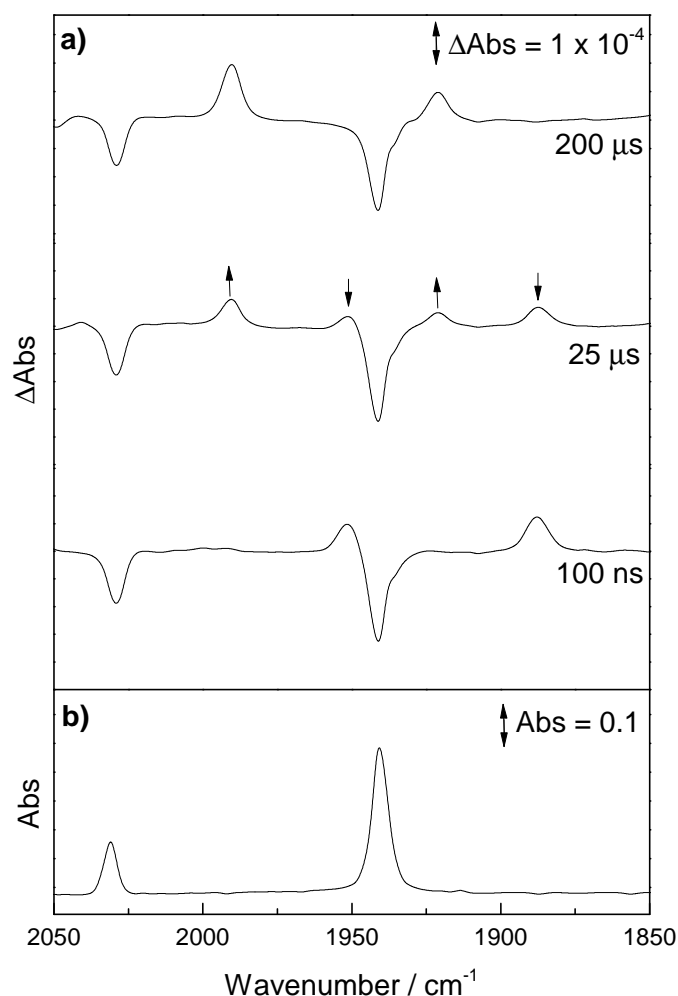 a)
ΔAbs = 1 x 10⁻⁴
200 μs
25 μs
100 ns
ΔAbs
b)
Abs = 0.1
Abs
2050 2000 1950 1900 1850
Wavenumber / cm⁻¹